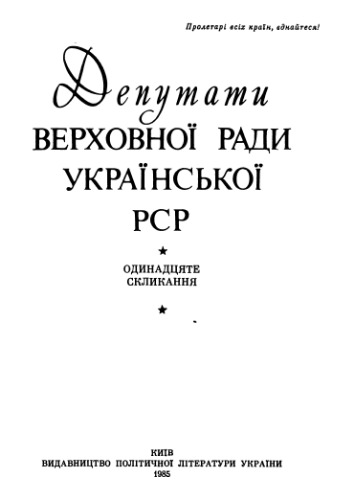 Пролетарі всіх країн, єднайтеся!
Депутати
ВЕРХОВНОЇ РАДИ
УКРАЇНСЬКОЇ
РСР
★
ОДИНАДЦЯТЕ
СКЛИКАННЯ
★
КИЇВ
ВИДАВНИЦТВО ПОЛІТИЧНОЇ ЛІТЕРАТУРИ УКРАЇНИ
1985